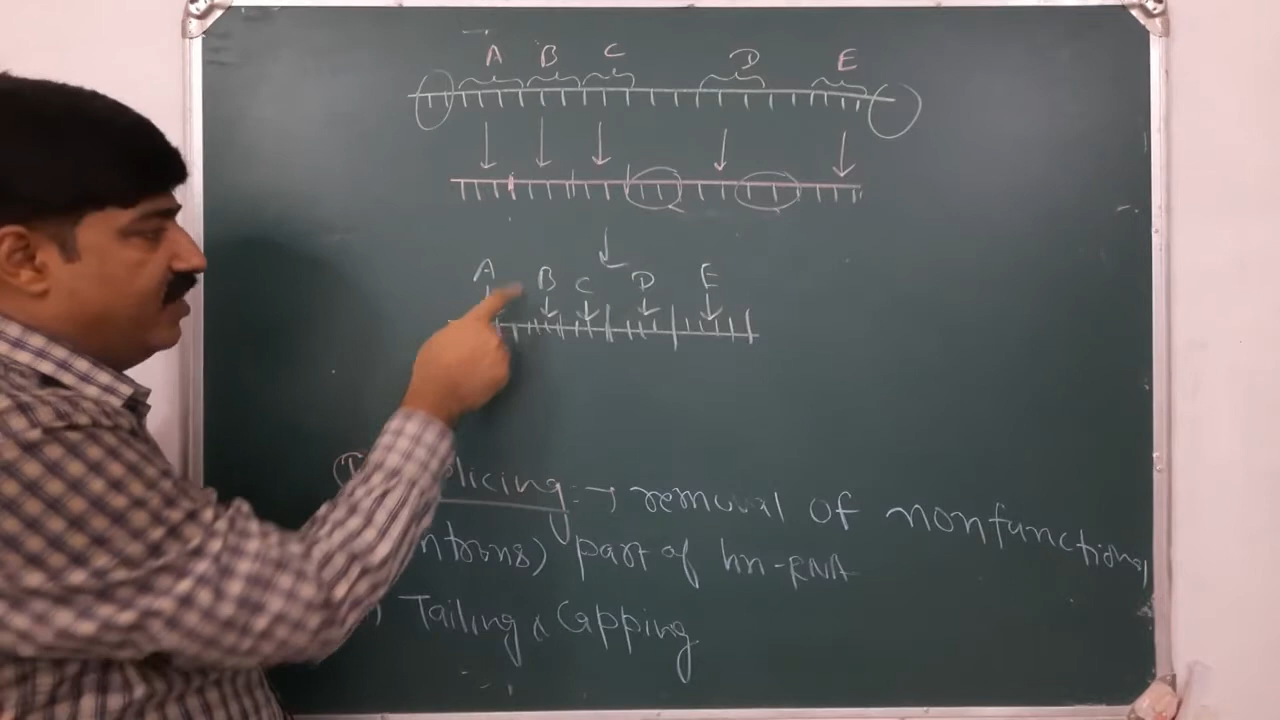 A B C D E
A B C D E
plicing :→ removal of nonfunctional
ntrons) part of hn-RNA
Tailing & Capping